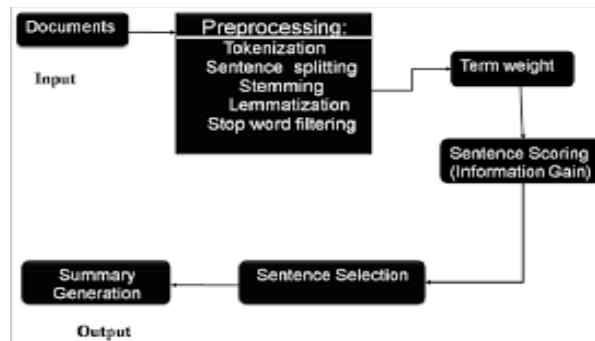 Documents
Input
Preprocessing:
Tokenization
Sentence splitting
Stemming
Lemmatization
Stop word filtering
Term weight
Sentence Scoring
(Information Gain)
Sentence Selection
Summary
Generation
Output